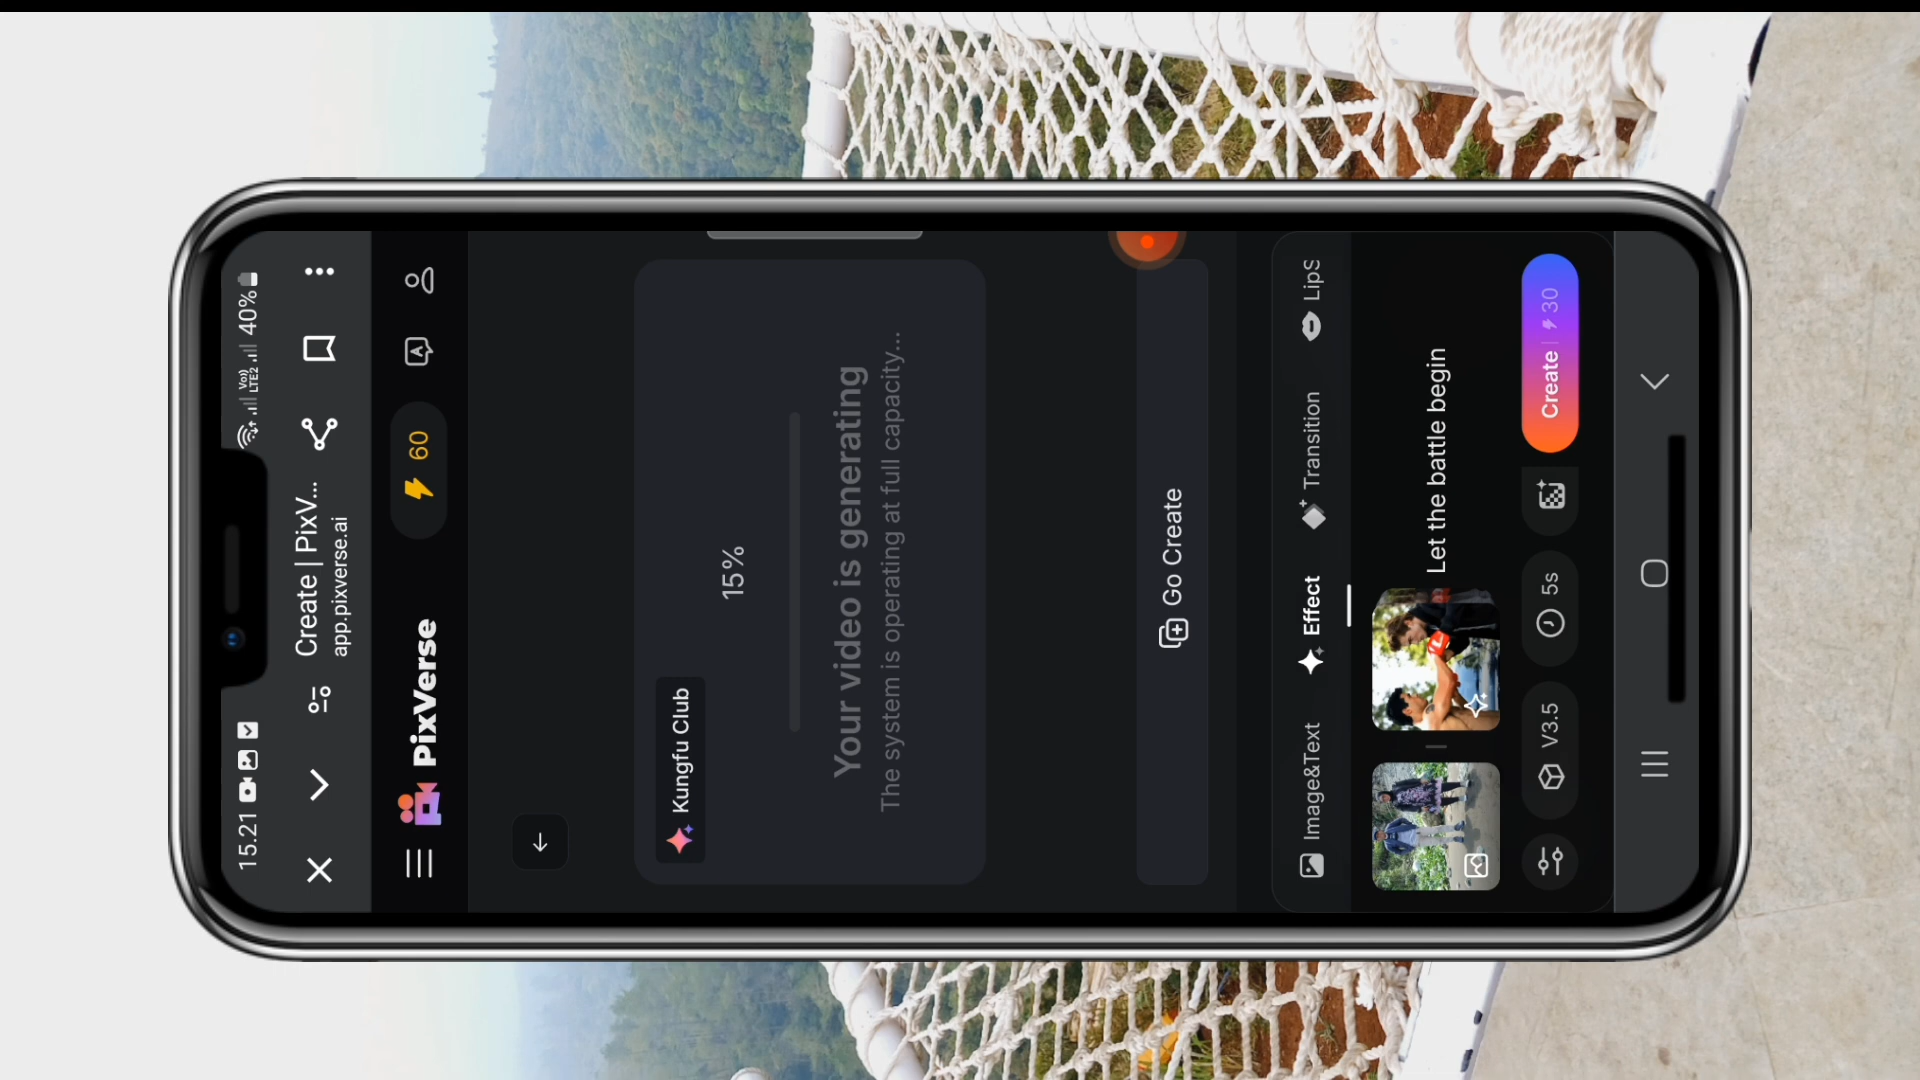 15.21
Vo)) LTE2
40%
Create | PixV...
app.pixverse.ai
PixVerse
60
Kungfu Club
15%
Your video is generating
The system is operating at full capacity...
Go Create
Image&Text Effect Transition LipS
Let the battle begin
V3.5 5s Create | 30